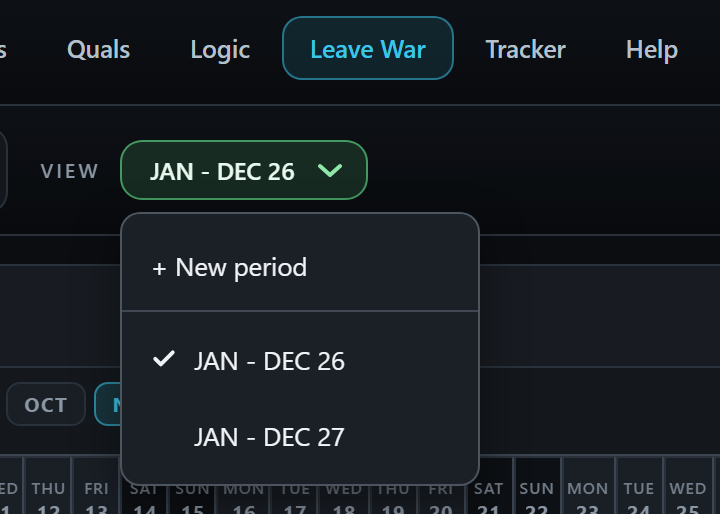 Quals Logic Leave War Tracker Help
VIEW JAN - DEC 26
+ New period
JAN - DEC 26
OCT
JAN - DEC 27
THU FRI SAT SUN MON TUE WED THU FRI SAT SUN MON TUE WED
12 13 14 15 16 17 18 19 20 21 22 23 24 25